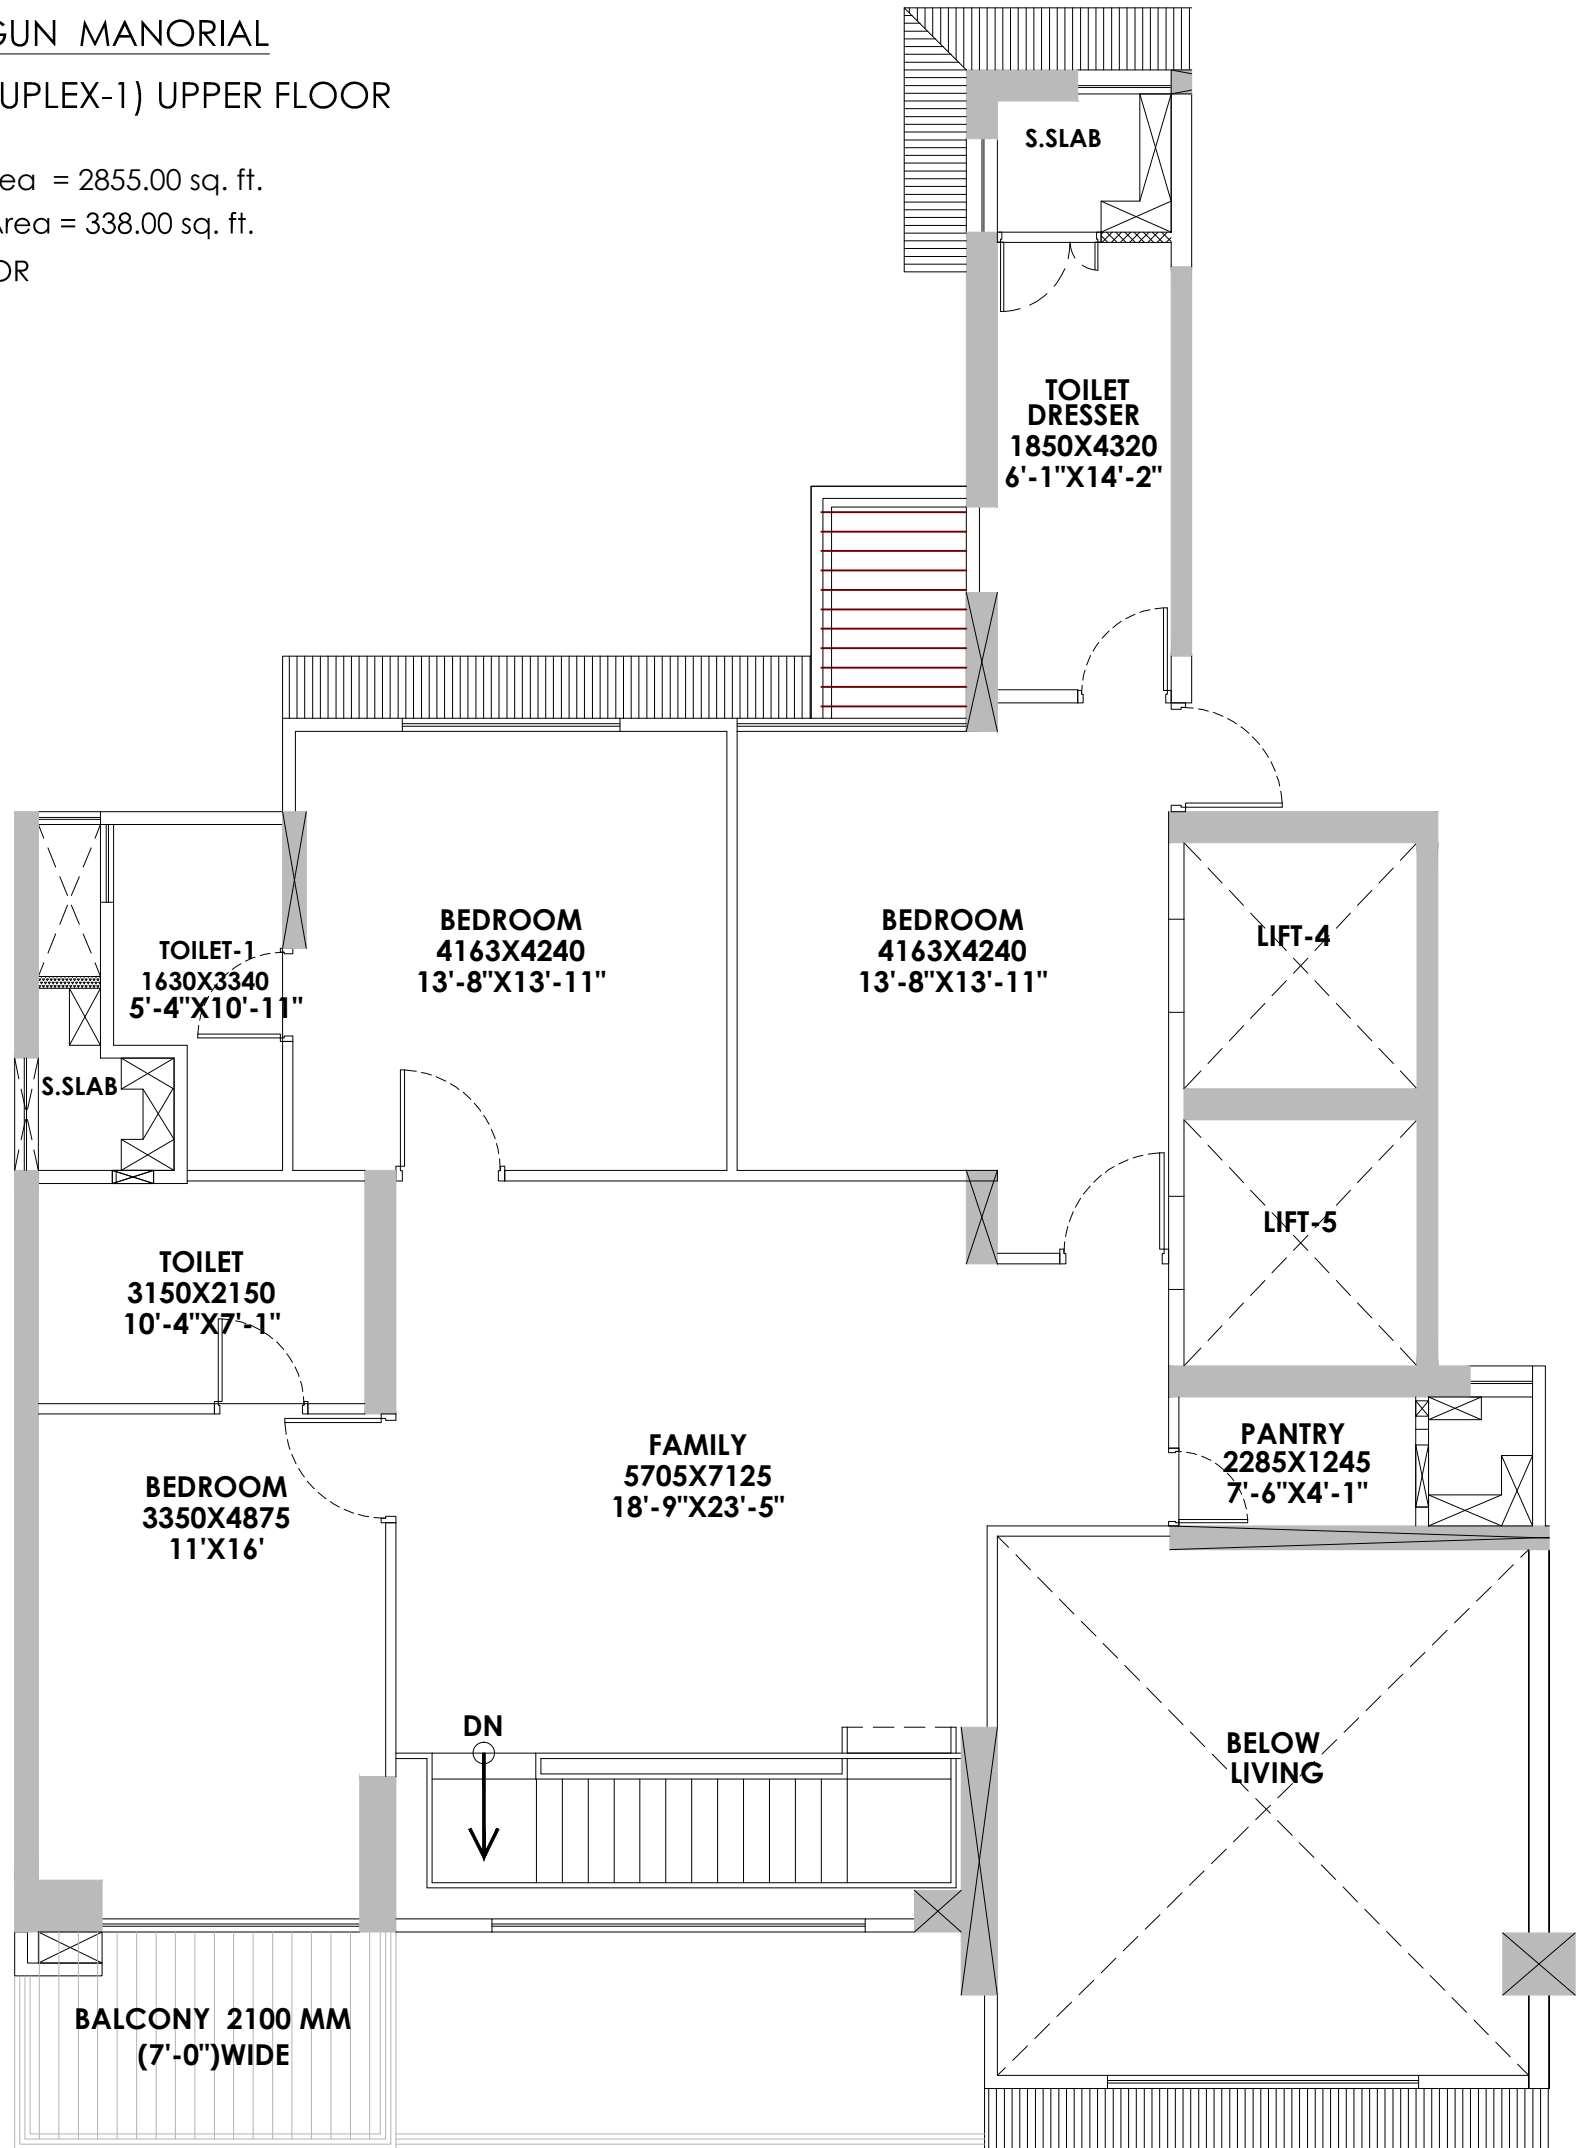 GUN MANORIAL
UPLEX-1) UPPER FLOOR
ea = 2855.00 sq. ft.
Area = 338.00 sq. ft.
OR
S.SLAB
TOILET
DRESSER
1850X4320
6'-1"X14'-2"
BEDROOM
4163X4240
13'-8"X13'-11"
BEDROOM
4163X4240
13'-8"X13'-11"
LIFT-4
TOILET-1
1630X3340
5'-4"X10'-11"
S.SLAB
LIFT-5
TOILET
3150X2150
10'-4"X7'-1"
FAMILY
5705X7125
18'-9"X23'-5"
PANTRY
2285X1245
7'-6"X4'-1"
BEDROOM
3350X4875
11'X16'
DN
BELOW
LIVING
BALCONY 2100 MM
(7'-0")WIDE